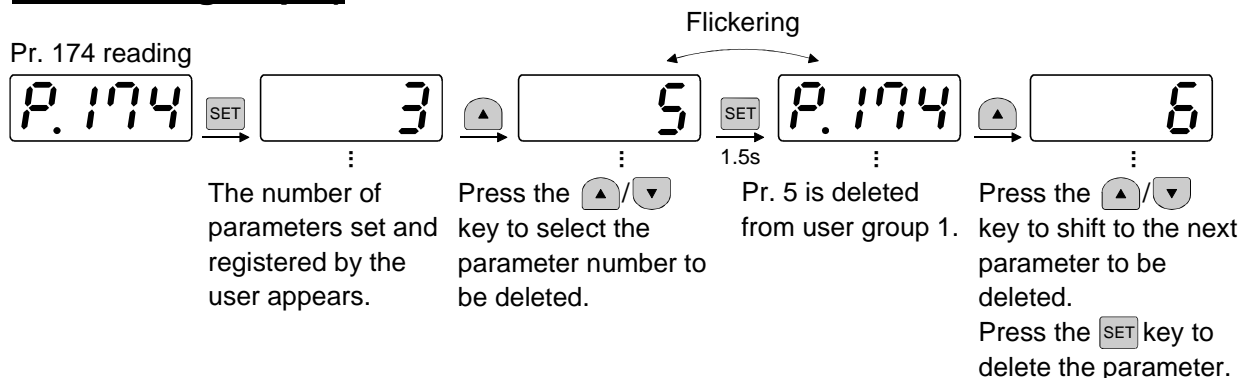 Flickering
Pr. 174 reading
P. 174 SET 3 5 SET P. 174 6
1.5s
The number of
parameters set and
registered by the
user appears.
Press the /
key to select the
parameter number to
be deleted.
Pr. 5 is deleted
from user group 1.
Press the /
key to shift to the next
parameter to be
deleted.
Press the SET key to
delete the parameter.